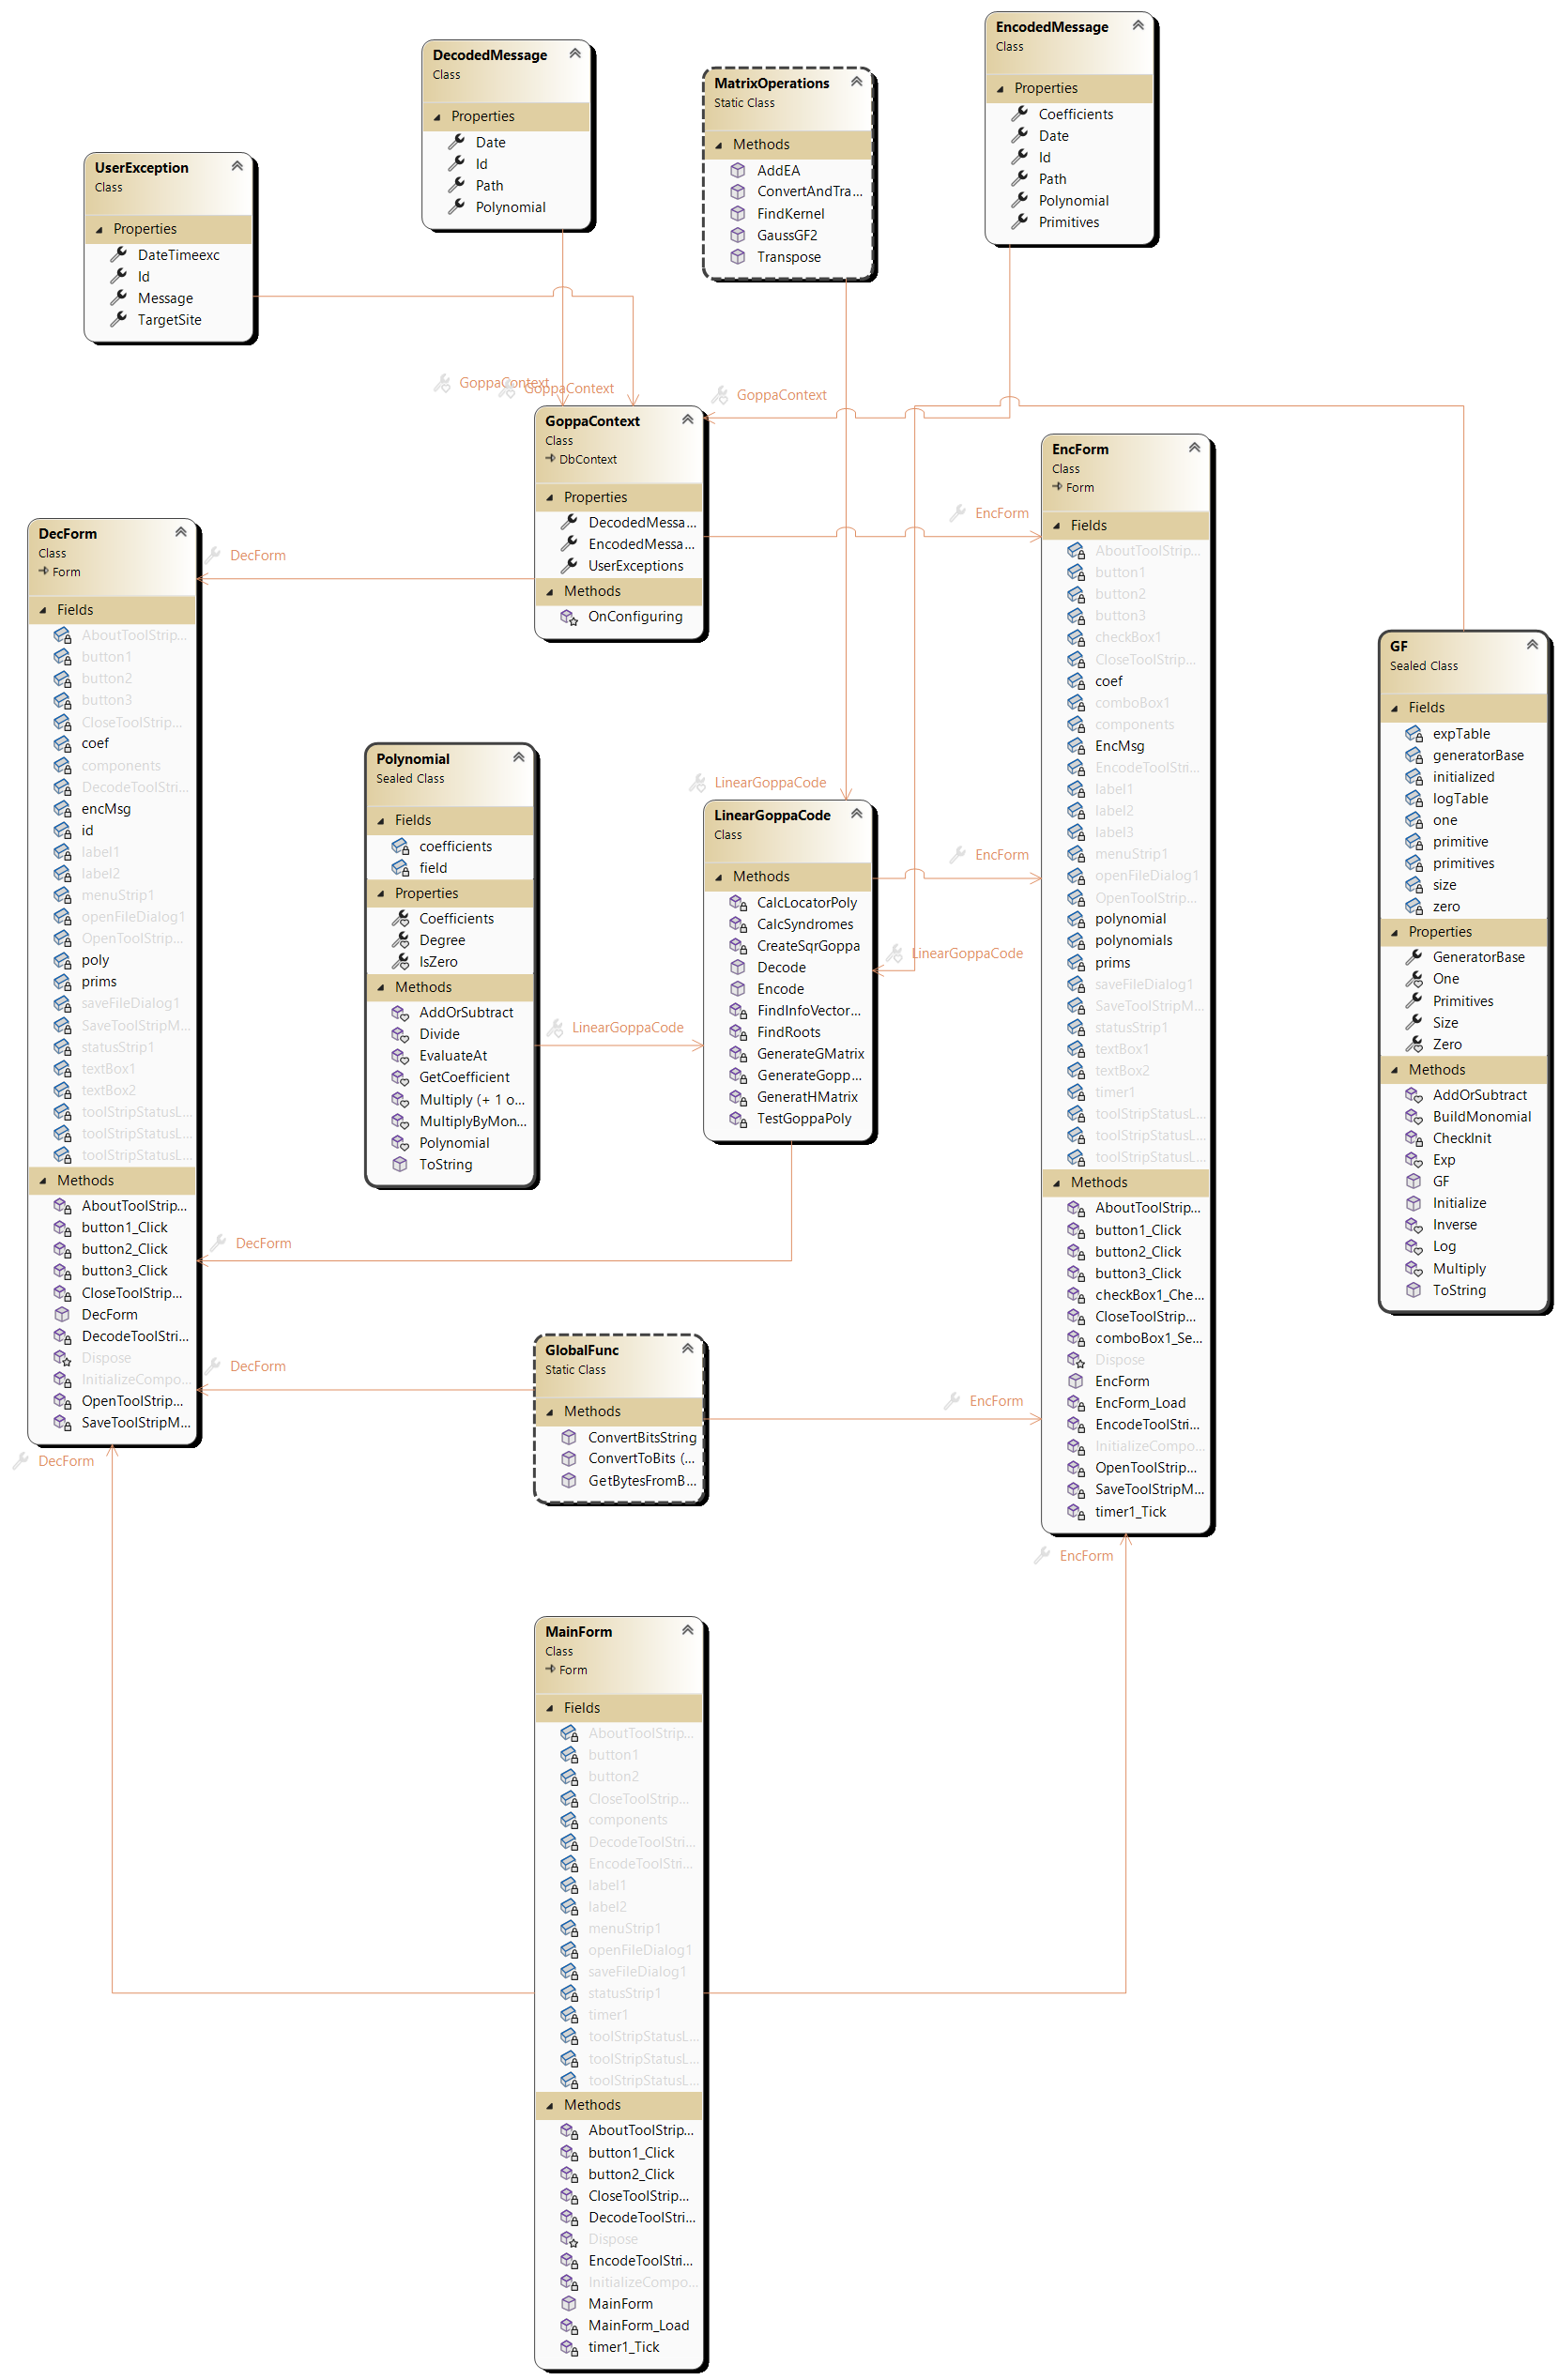 EncodedMessage
Class
Properties
Coefficients
Date
Id
Path
Polynomial
Primitives
DecodedMessage
Class
Properties
Date
Id
Path
Polynomial
MatrixOperations
Static Class
Methods
AddEA
ConvertAndTra...
FindKernel
GaussGF2
Transpose
UserException
Class
Properties
DateTimeexc
Id
Message
TargetSite
GoppaContext
GoppaContext
GoppaContext
GoppaContext
Class
DbContext
Properties
DecodedMessa...
EncodedMessa...
UserExceptions
Methods
OnConfiguring
EncForm
DecForm
DecForm
Class
Form
Fields
AboutToolStrip...
button1
button2
button3
CloseToolStrip...
coef
components
DecodeToolStri...
encMsg
id
label1
label2
menuStrip1
openFileDialog1
OpenToolStrip...
poly
prims
saveFileDialog1
SaveToolStripM...
statusStrip1
textBox1
textBox2
toolStripStatusL...
toolStripStatusL...
toolStripStatusL...
Methods
AboutToolStrip...
button1_Click
button2_Click
button3_Click
CloseToolStrip...
DecForm
DecodeToolStri...
Dispose
InitializeCompo...
OpenToolStrip...
SaveToolStripM...
DecForm
Polynomial
Sealed Class
Fields
coefficients
field
Properties
Coefficients
Degree
IsZero
Methods
AddOrSubtract
Divide
EvaluateAt
GetCoefficient
Multiply (+ 1 o...
MultiplyByMon...
Polynomial
ToString
LinearGoppaCode
LinearGoppaCode
LinearGoppaCode
LinearGoppaCode
Class
Methods
CalcLocatorPoly
CalcSyndromes
CreateSqrGoppa
Decode
Encode
FindInfoVector...
FindRoots
GenerateGMatrix
GenerateGopp...
GeneratHMatrix
TestGoppaPoly
EncForm
DecForm
EncForm
Class
Form
Fields
AboutToolStrip...
button1
button2
button3
checkBox1
CloseToolStrip...
coef
comboBox1
components
EncMsg
EncodeToolStri...
label1
label2
label3
menuStrip1
openFileDialog1
OpenToolStrip...
polynomial
polynomials
prims
saveFileDialog1
SaveToolStripM...
statusStrip1
textBox1
textBox2
timer1
toolStripStatusL...
toolStripStatusL...
toolStripStatusL...
Methods
AboutToolStrip...
button1_Click
button2_Click
button3_Click
checkBox1_Che...
CloseToolStrip...
comboBox1_Se...
Dispose
EncForm
EncForm_Load
EncodeToolStri...
InitializeCompo...
OpenToolStrip...
SaveToolStripM...
timer1_Tick
EncForm
GF
Sealed Class
Fields
expTable
generatorBase
initialized
logTable
one
primitive
primitives
size
zero
Properties
GeneratorBase
One
Primitives
Size
Zero
Methods
AddOrSubtract
BuildMonomial
CheckInit
Exp
GF
Initialize
Inverse
Log
Multiply
ToString
DecForm
EncForm
GlobalFunc
Static Class
Methods
ConvertBitsString
ConvertToBits (...
GetBytesFromB...
MainForm
Class
Form
Fields
AboutToolStrip...
button1
button2
CloseToolStrip...
components
DecodeToolStri...
EncodeToolStri...
label1
label2
menuStrip1
openFileDialog1
saveFileDialog1
statusStrip1
timer1
toolStripStatusL...
toolStripStatusL...
toolStripStatusL...
Methods
AboutToolStrip...
button1_Click
button2_Click
CloseToolStrip...
DecodeToolStri...
Dispose
EncodeToolStri...
InitializeCompo...
MainForm
MainForm_Load
timer1_Tick